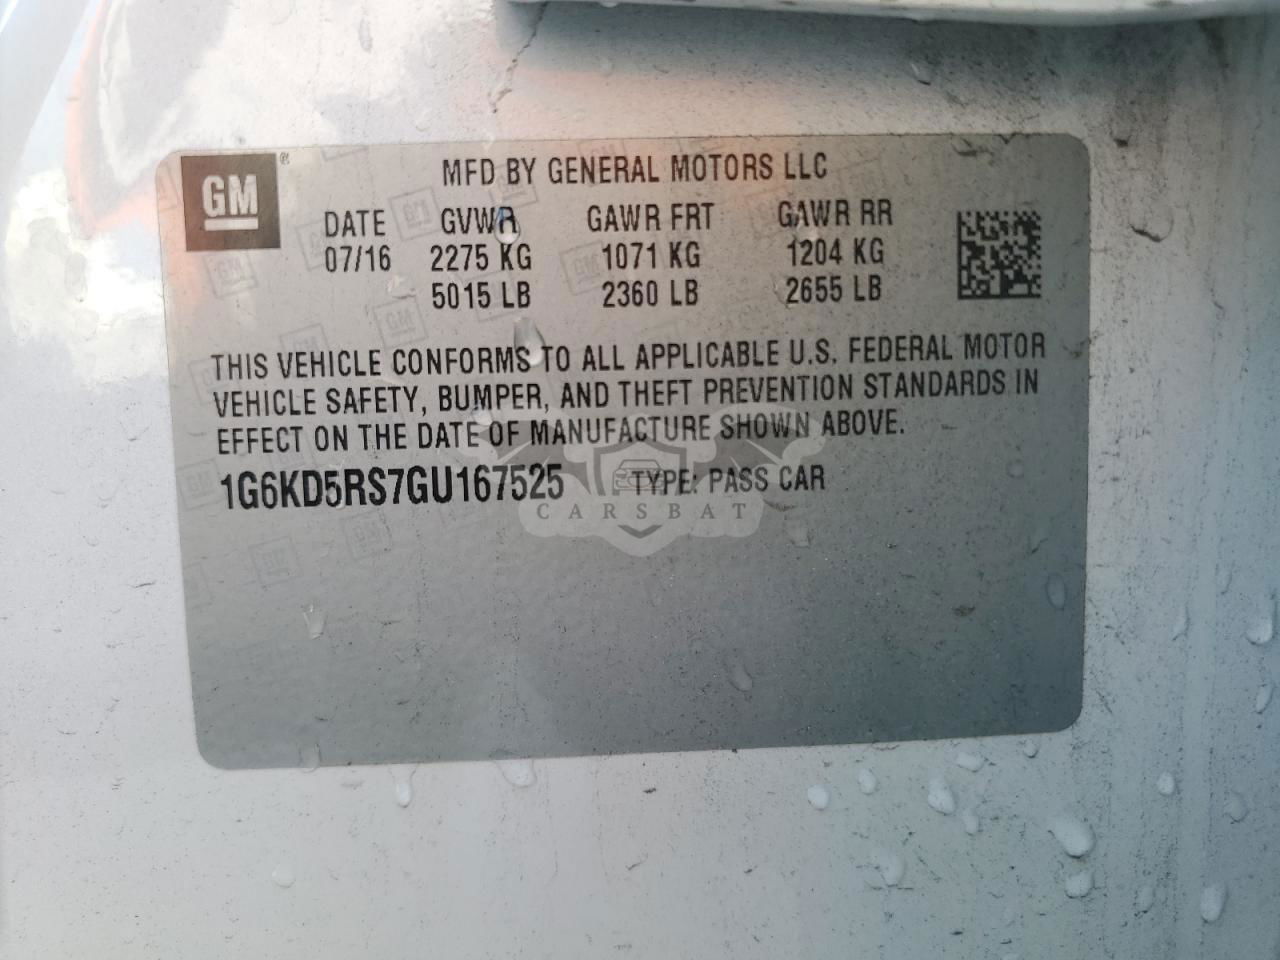 GM ®
MFD BY GENERAL MOTORS LLC
DATE GVWR GAWR FRT GAWR RR
07/16 2275 KG 1071 KG 1204 KG
5015 LB 2360 LB 2655 LB
THIS VEHICLE CONFORMS TO ALL APPLICABLE U.S. FEDERAL MOTOR
VEHICLE SAFETY, BUMPER, AND THEFT PREVENTION STANDARDS IN
EFFECT ON THE DATE OF MANUFACTURE SHOWN ABOVE.
1G6KD5RS7GU167525 TYPE: PASS CAR
CARSBAT